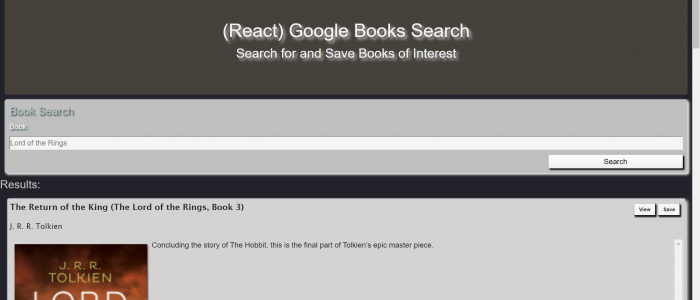 (React) Google Books Search
Search for and Save Books of Interest
Book Search
Book
Lord of the Rings
Search
Results:
The Return of the King (The Lord of the Rings, Book 3)
View
Save
J. R. R. Tolkien
Concluding the story of The Hobbit, this is the final part of Tolkien's epic master piece.
J. R. R.
TOLKIEN
LORD